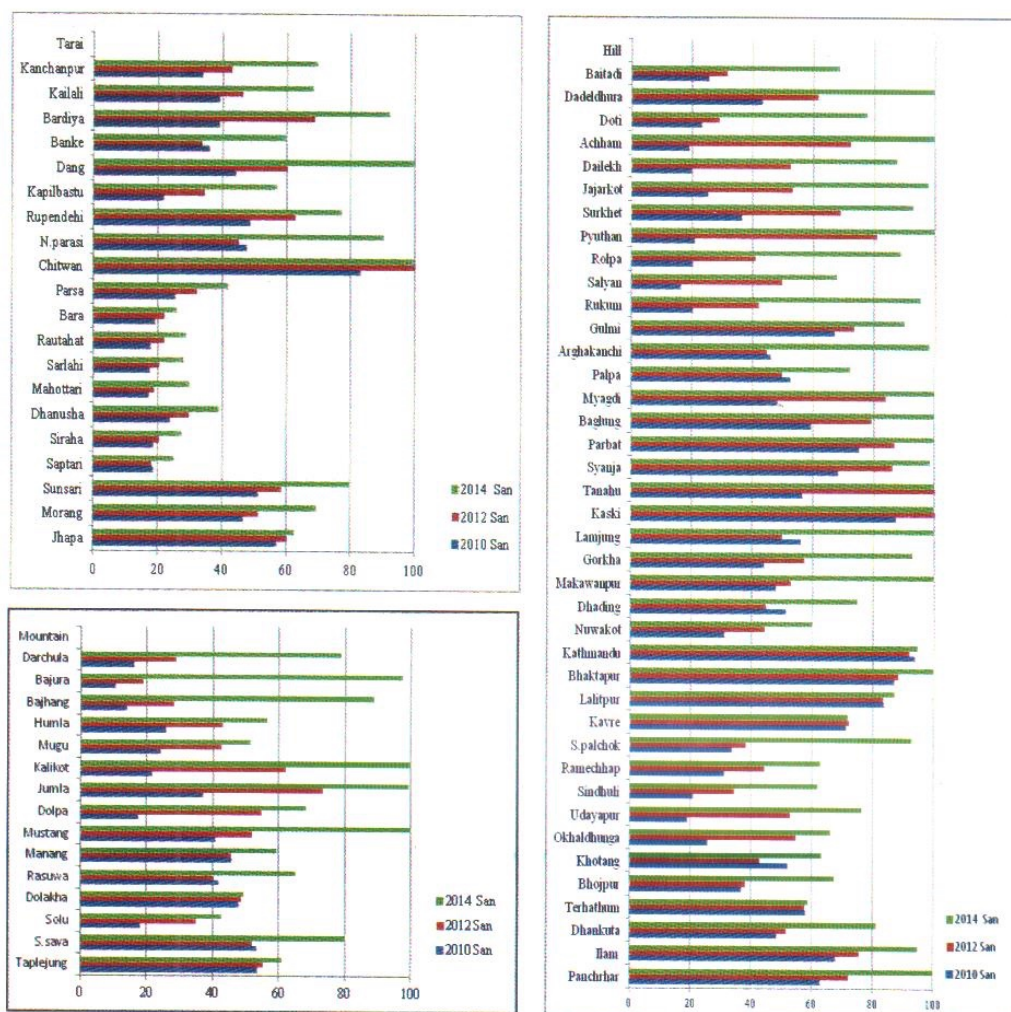 Tarai
Kanchanpur
Kailali
Bardiya
Banke
Dang
Kapilbastu
Rupendehi
N.parasi
Chitwan
Parsa
Bara
Rautahat
Sarlahi
Mahottari
Dhanusha
Siraha
Saptari
Sunsari
Morang
Jhapa
2014 San
2012 San
2010 San
0 20 40 60 80 100
Mountain
Darchula
Bajura
Bajhang
Humla
Mugu
Kalikot
Jumla
Dolpa
Mustang
Manang
Rasuwa
Dolakha
Solu
S.sava
Taplejung
2014 San
2012 San
2010 San
0 20 40 60 80 100
Hill
Baitadi
Dadeldhura
Doti
Achham
Dailekh
Jajarkot
Surkhet
Pyuthan
Rolpa
Salyan
Rukum
Gulmi
Arghakanchi
Palpa
Myagdi
Baglung
Parbat
Syanja
Tanahu
Kaski
Lamjung
Gorkha
Makawanpur
Dhading
Nuwakot
Kathmandu
Bhaktapur
Lalitpur
Kavre
S.palchok
Ramechhap
Sindhuli
Udayapur
Okhaldhunga
Khotang
Bhojpur
Terhathum
Dhankuta
Ilam
Panchthar
2014 San
2012 San
2010 San
0 20 40 60 80 100